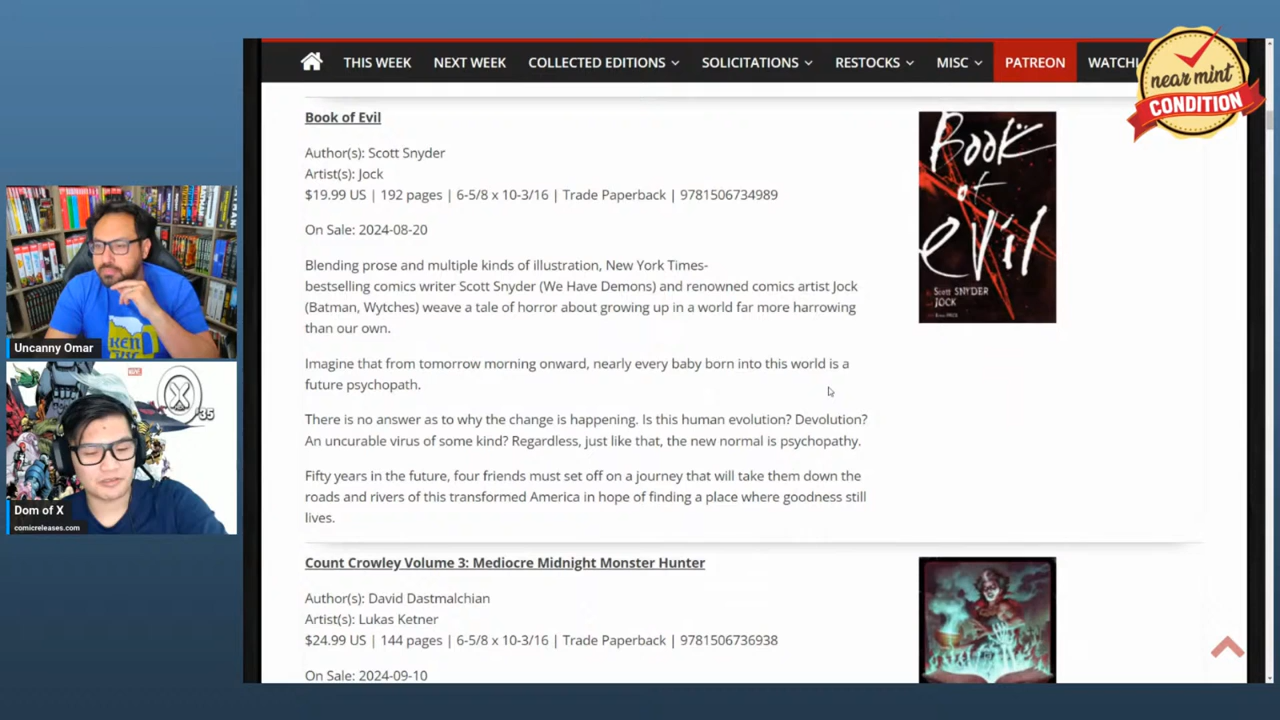 THIS WEEK NEXT WEEK COLLECTED EDITIONS SOLICITATIONS RESTOCKS MISC PATREON WATCHL
near mint
CONDITION
Book of Evil
Author(s): Scott Snyder
Artist(s): Jock
$19.99 US | 192 pages | 6-5/8 x 10-3/16 | Trade Paperback | 9781506734989
On Sale: 2024-08-20
Blending prose and multiple kinds of illustration, New York Times-
bestselling comics writer Scott Snyder (We Have Demons) and renowned comics artist Jock
(Batman, Wytches) weave a tale of horror about growing up in a world far more harrowing
than our own.
Imagine that from tomorrow morning onward, nearly every baby born into this world is a
future psychopath.
There is no answer as to why the change is happening. Is this human evolution? Devolution?
An uncurable virus of some kind? Regardless, just like that, the new normal is psychopathy.
Fifty years in the future, four friends must set off on a journey that will take them down the
roads and rivers of this transformed America in hope of finding a place where goodness still
lives.
Book
of
evil
Scott SNYDER
JOCK
Count Crowley Volume 3: Mediocre Midnight Monster Hunter
Author(s): David Dastmalchian
Artist(s): Lukas Ketner
$24.99 US | 144 pages | 6-5/8 x 10-3/16 | Trade Paperback | 9781506736938
On Sale: 2024-09-10
Uncanny Omar
35
Dom of X
comicreleases.com